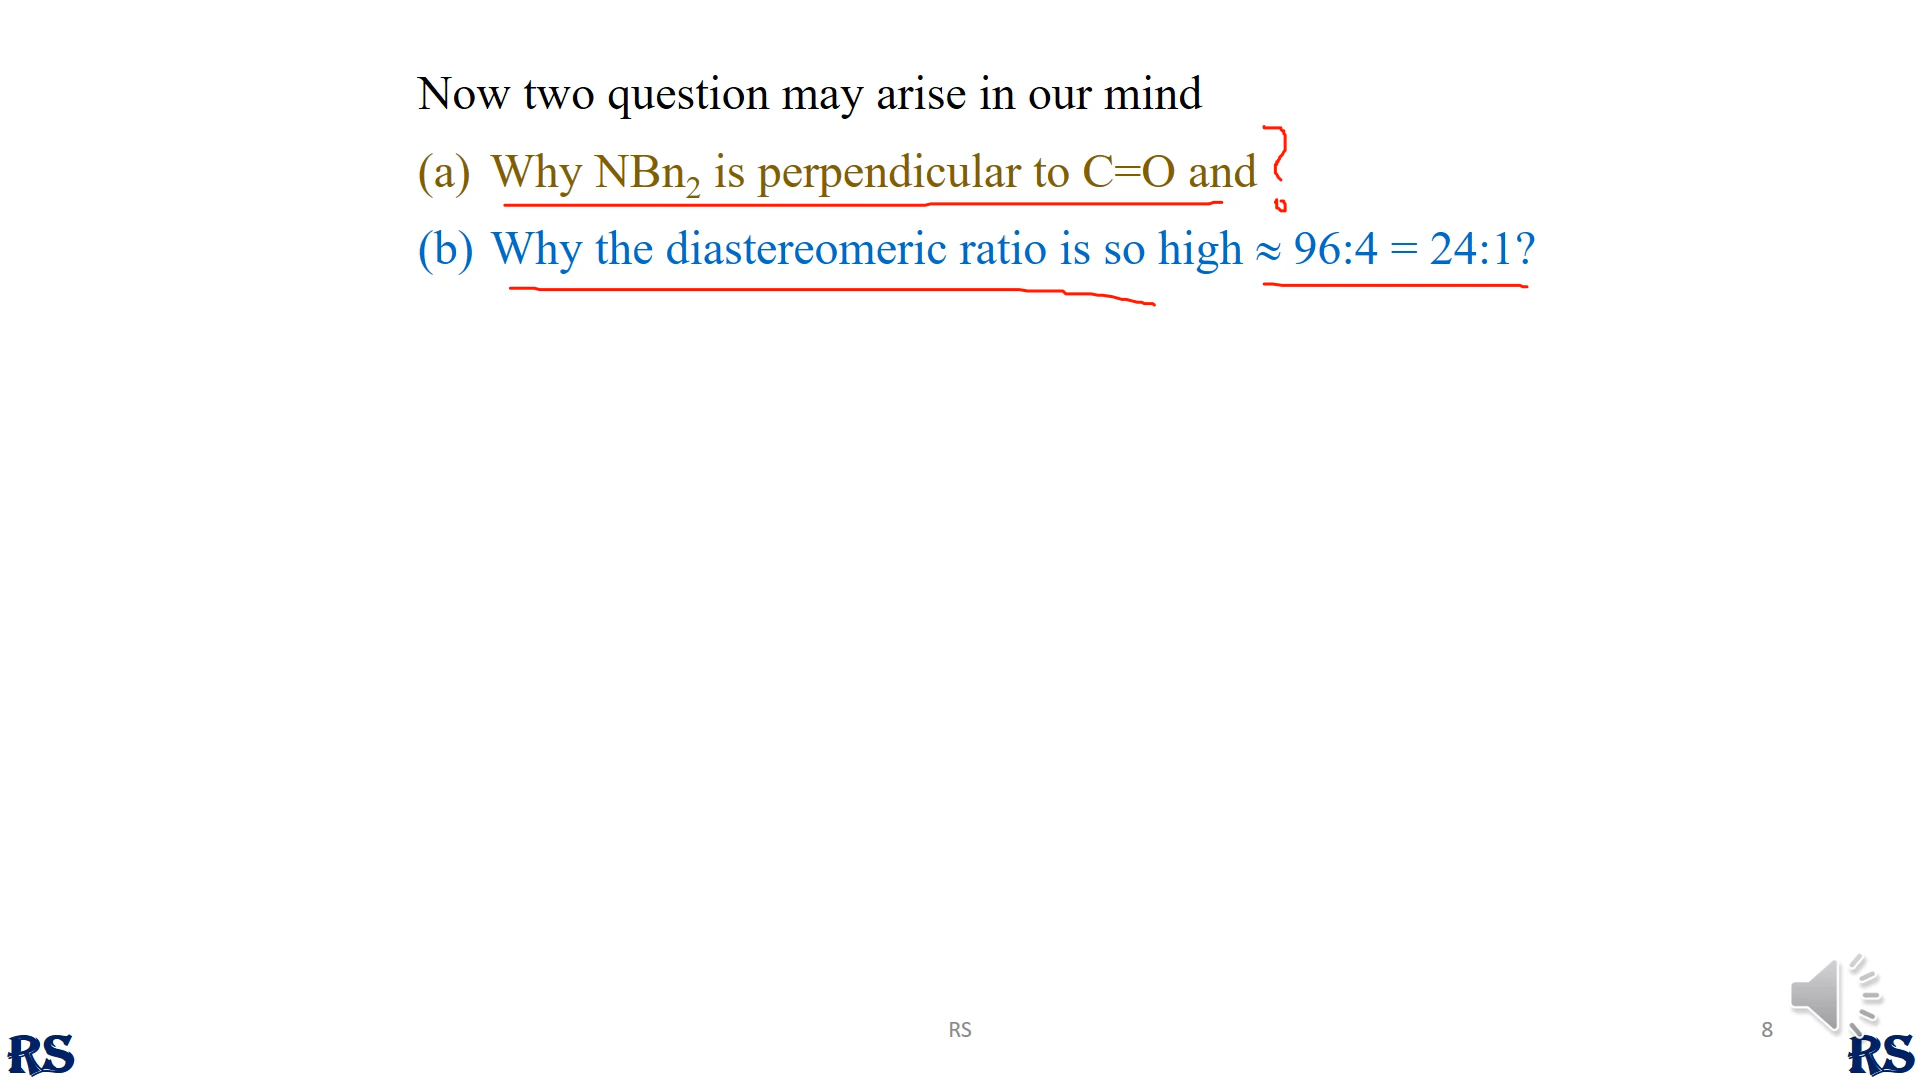 Now two question may arise in our mind
(a) Why NBn₂ is perpendicular to C=O and ?
(b) Why the diastereomeric ratio is so high ≈ 96:4 = 24:1?
RS
8
RS
RS